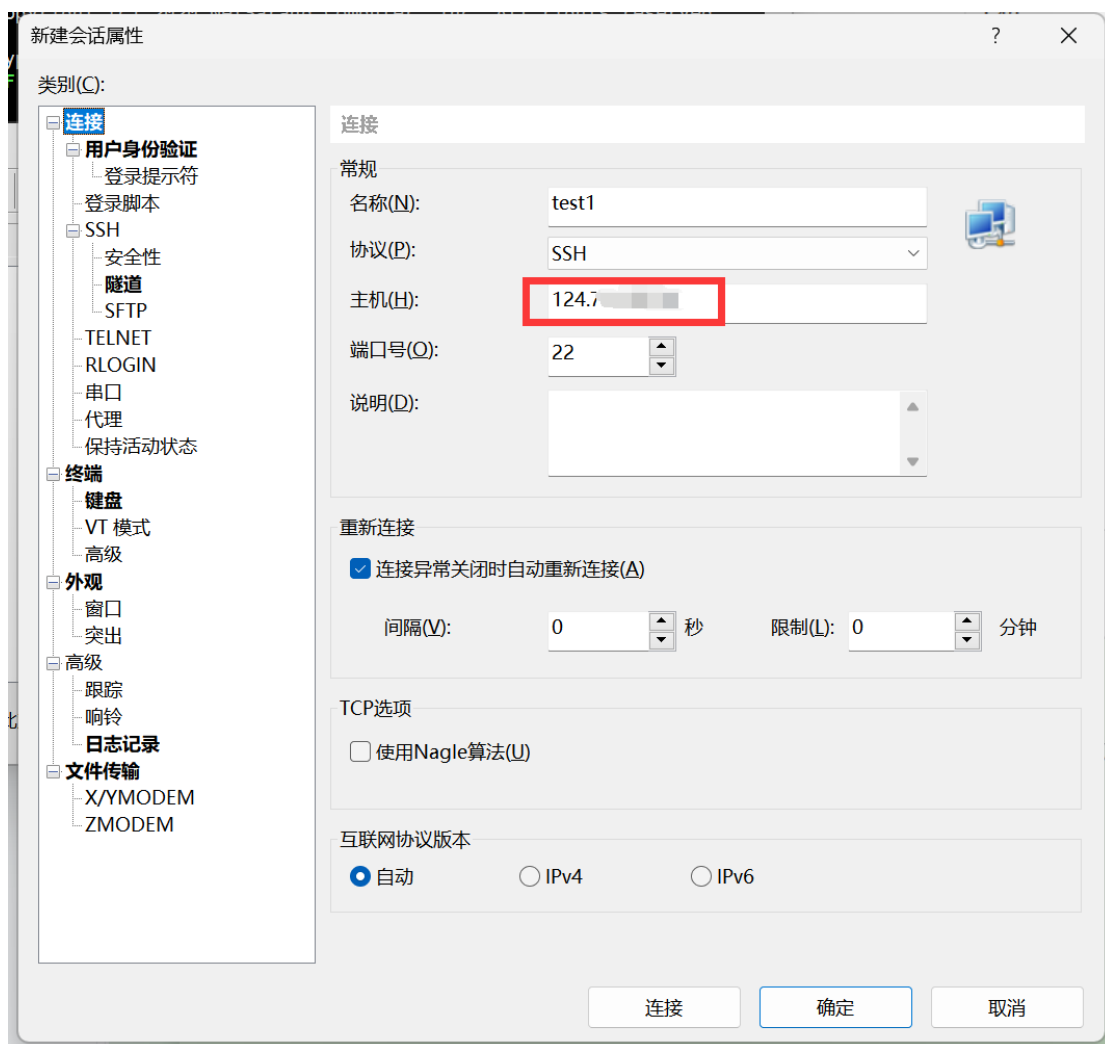 新建会话属性
类别(C):
连接
用户身份验证
登录提示符
登录脚本
SSH
安全性
隧道
SFTP
TELNET
RLOGIN
串口
代理
保持活动状态
终端
键盘
VT 模式
高级
外观
窗口
突出
高级
跟踪
响铃
日志记录
文件传输
X/YMODEM
ZMODEM
连接
常规
名称(N): test1
协议(P): SSH
主机(H): 124.7
端口号(O): 22
说明(D):
重新连接
连接异常关闭时自动重新连接(A)
间隔(V): 0 秒 限制(L): 0 分钟
TCP选项
使用Nagle算法(U)
互联网协议版本
自动 IPv4 IPv6
连接 确定 取消